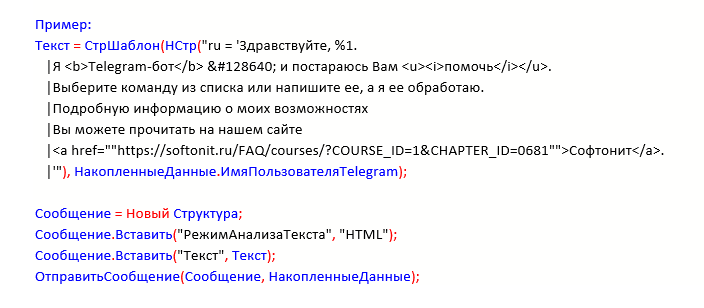 Пример:
Текст = СтрШаблон(НСтр("ru = 'Здравствуйте, %1.
|Я <b>Telegram-бот</b> &#128640; и постараюсь Вам <u><i>помочь</i></u>.
|Выберите команду из списка или напишите ее, а я ее обработаю.
|Подробную информацию о моих возможностях
|Вы можете прочитать на нашем сайте
|<a href=""https://softonit.ru/FAQ/courses/?COURSE_ID=1&CHAPTER_ID=0681"">Софтонит</a>.
|'"), НакопленныеДанные.ИмяПользователяTelegram);
Сообщение = Новый Структура;
Сообщение.Вставить("РежимАнализаТекста", "HTML");
Сообщение.Вставить("Текст", Текст);
ОтправитьСообщение(Сообщение, НакопленныеДанные);